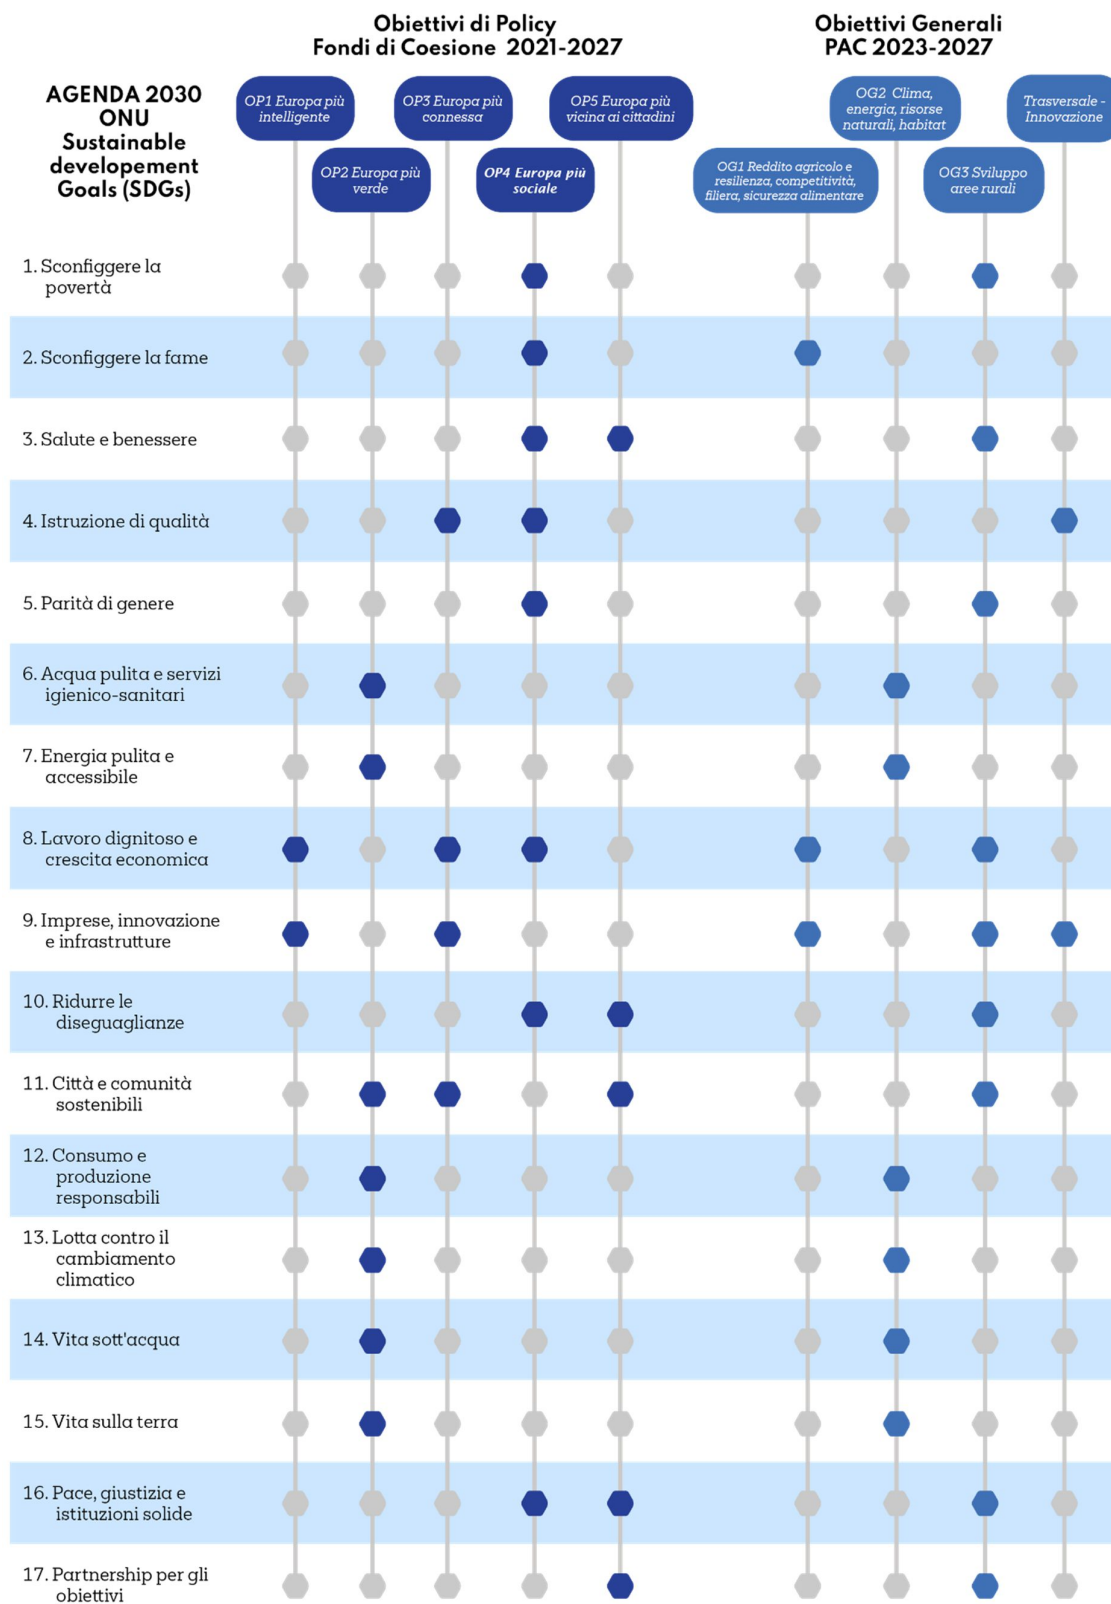 Obiettivi di Policy
Fondi di Coesione 2021-2027
Obiettivi Generali
PAC 2023-2027
AGENDA 2030
ONU
Sustainable
developement
Goals (SDGs)
OP1 Europa più
intelligente
OP2 Europa più
verde
OP3 Europa più
connessa
OP4 Europa più
sociale
OP5 Europa più
vicina ai cittadini
OG1 Reddito agricolo e
resilienza, competitività,
filiera, sicurezza alimentare
OG2 Clima,
energia, risorse
naturali, habitat
OG3 Sviluppo
aree rurali
Trasversale -
Innovazione
1. Sconfiggere la
povertà
2. Sconfiggere la fame
3. Salute e benessere
4. Istruzione di qualità
5. Parità di genere
6. Acqua pulita e servizi
igienico-sanitari
7. Energia pulita e
accessibile
8. Lavoro dignitoso e
crescita economica
9. Imprese, innovazione
e infrastrutture
10. Ridurre le
diseguaglianze
11. Città e comunità
sostenibili
12. Consumo e
produzione
responsabili
13. Lotta contro il
cambiamento
climatico
14. Vita sott'acqua
15. Vita sulla terra
16. Pace, giustizia e
istituzioni solide
17. Partnership per gli
obiettivi